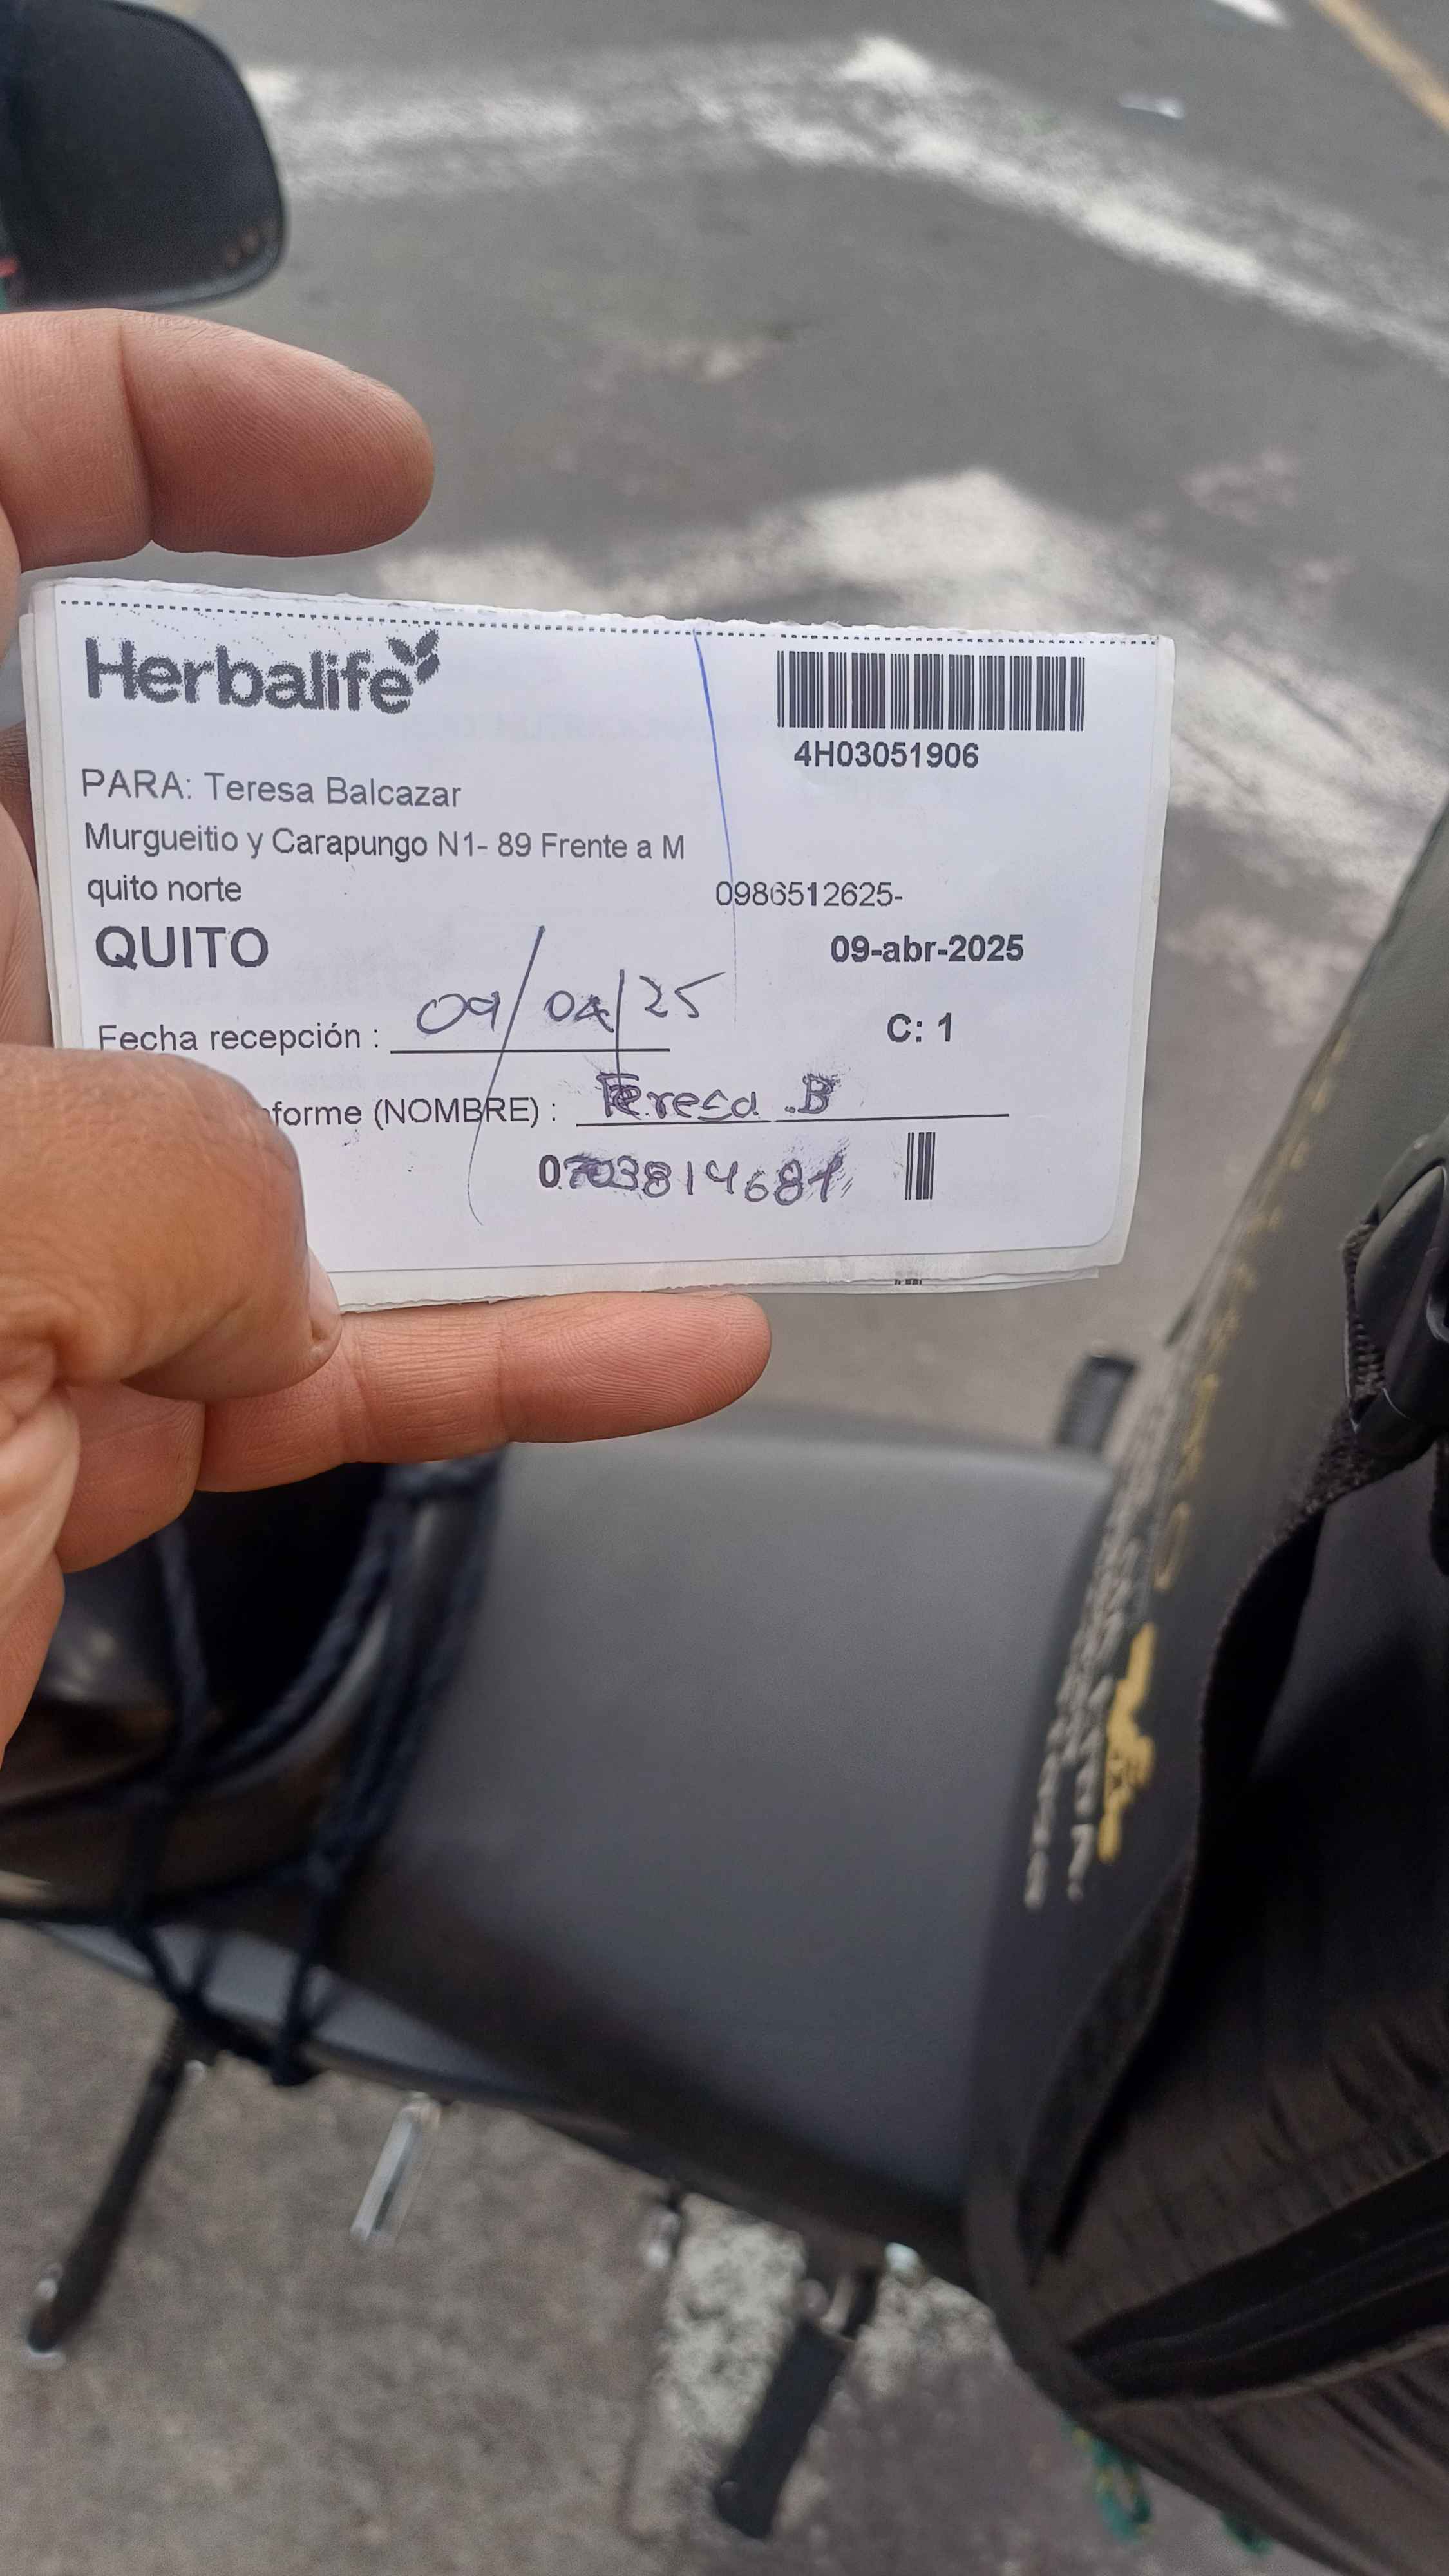 Herbalife
4H03051906
PARA: Teresa Balcazar
Murgueitio y Carapungo N1- 89 Frente a M
quito norte 0986512625-
QUITO 09-abr-2025
Fecha recepción : 09/04/25 C: 1
forme (NOMBRE) : Teresa .B